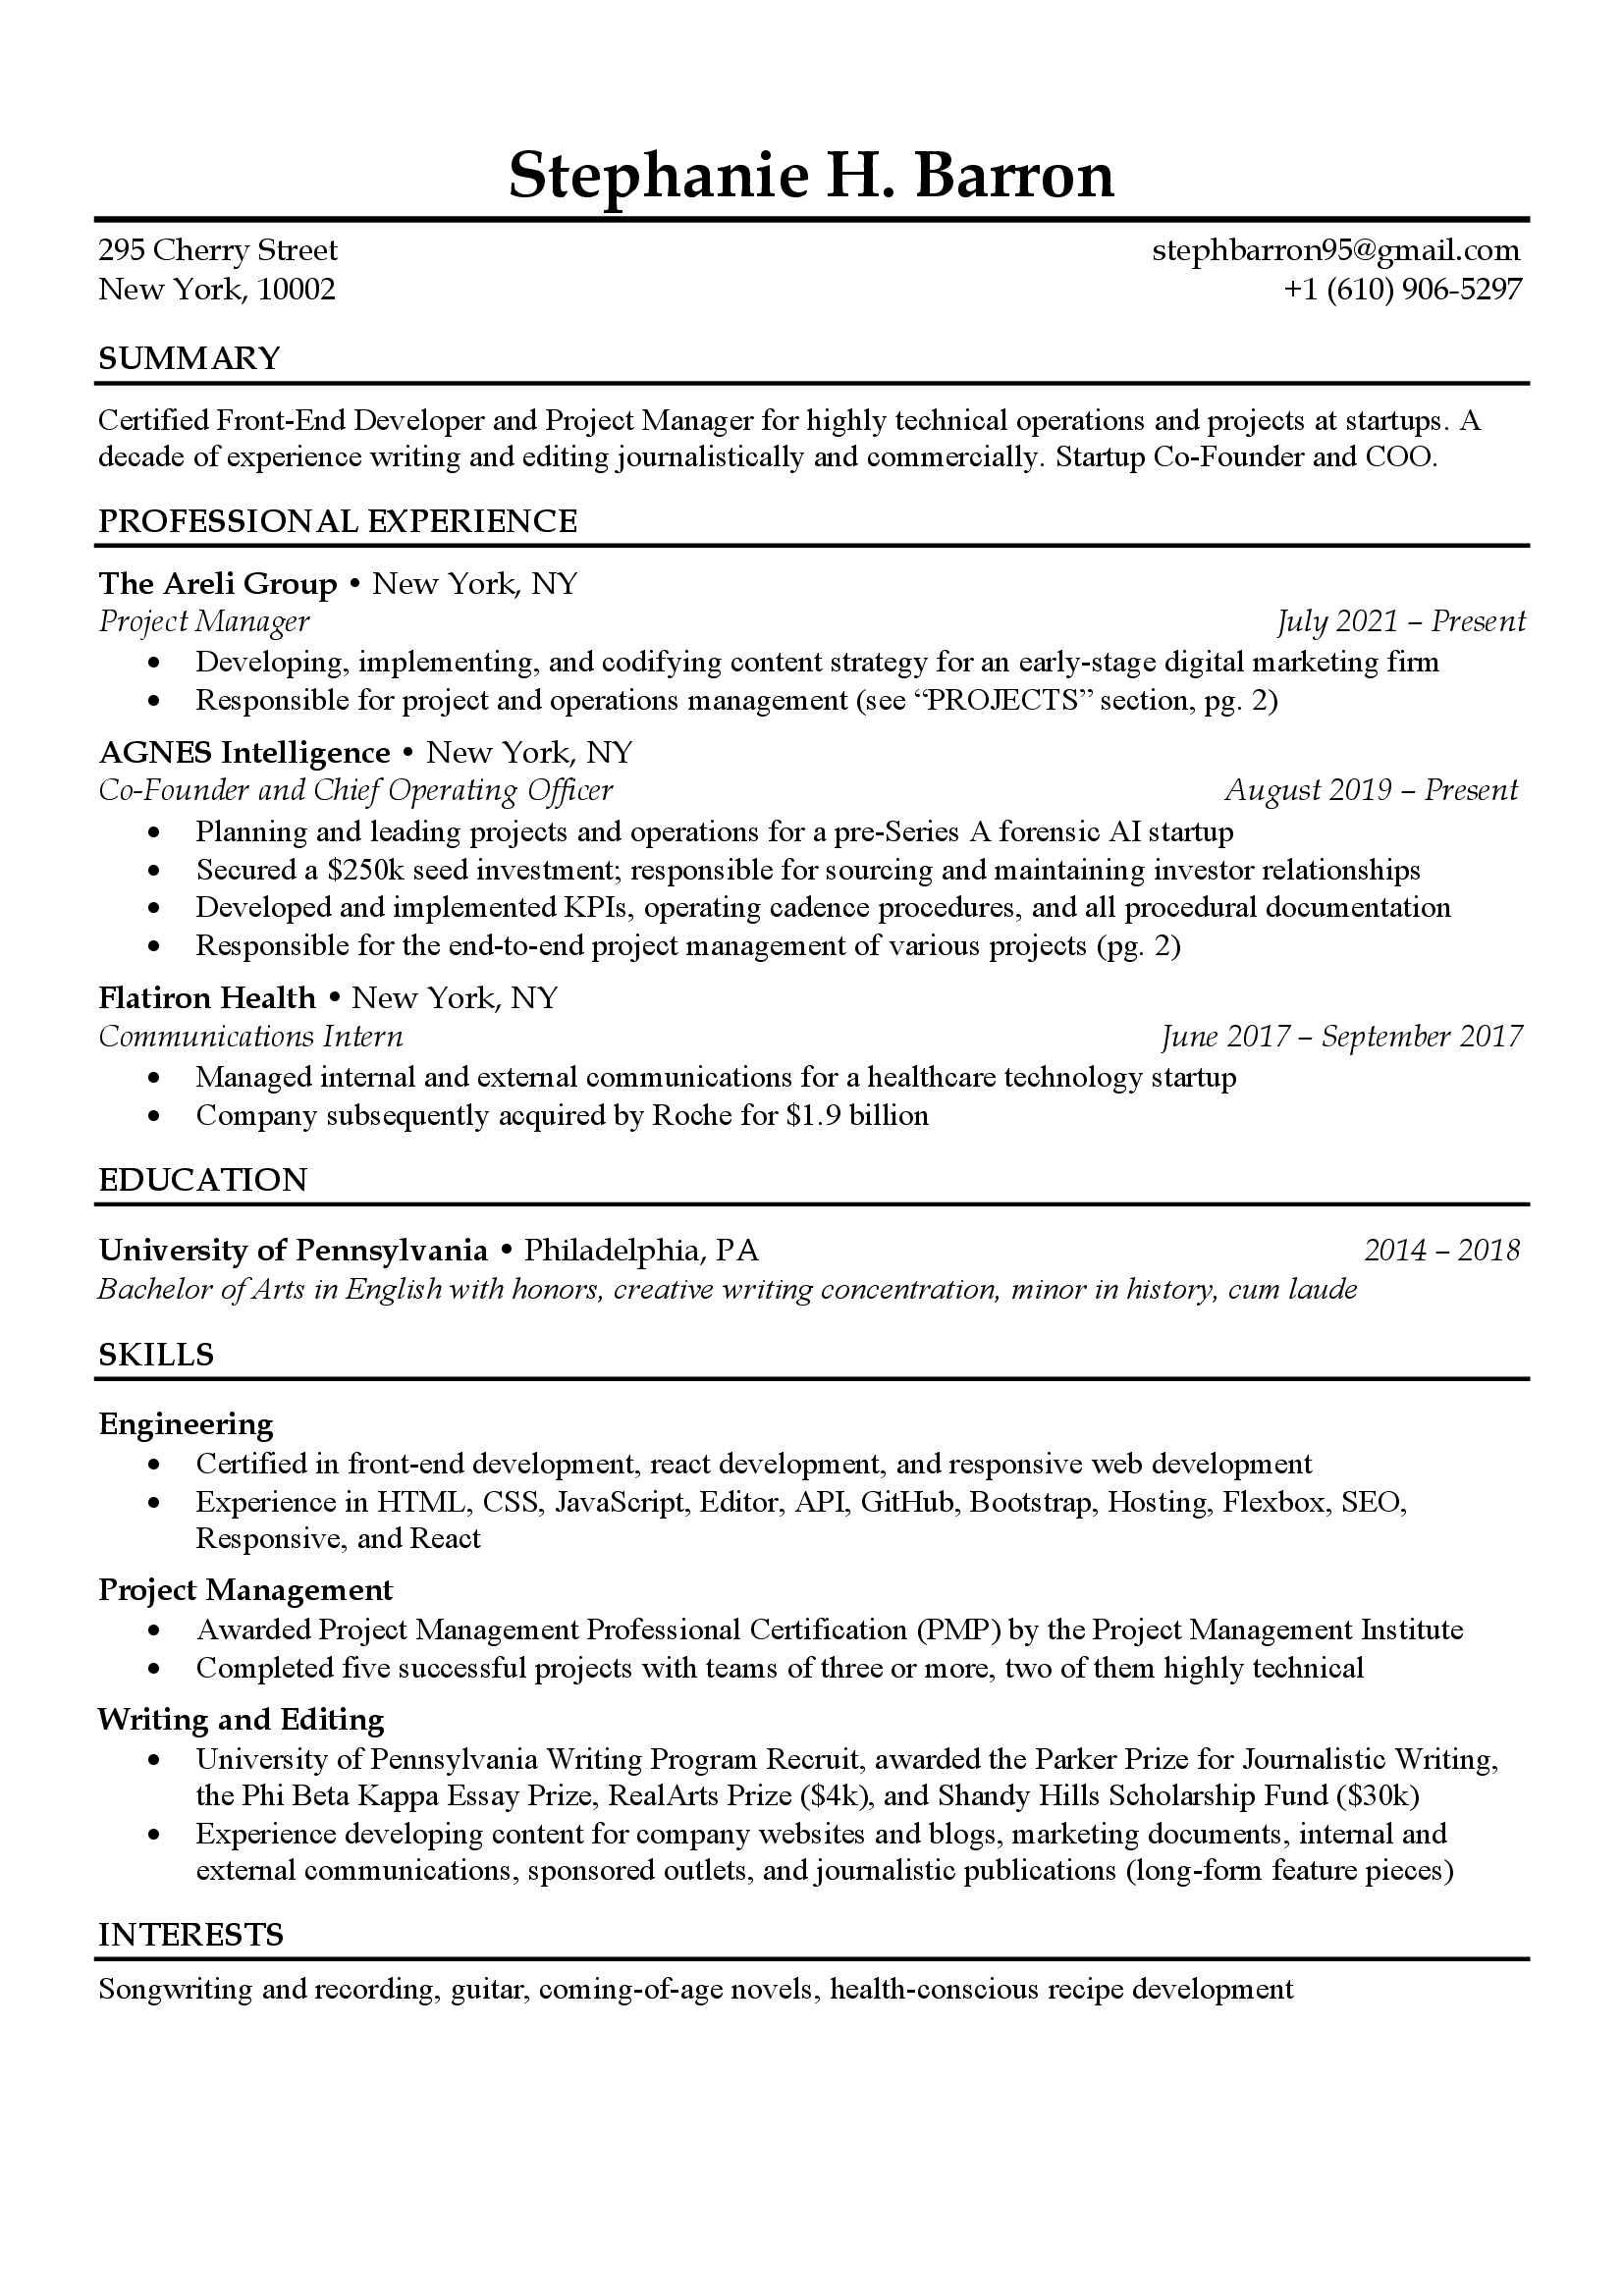 Stephanie H. Barron
295 Cherry Street stephbarron95@gmail.com
New York, 10002 +1 (610) 906-5297
SUMMARY
Certified Front-End Developer and Project Manager for highly technical operations and projects at startups. A
decade of experience writing and editing journalistically and commercially. Startup Co-Founder and COO.
PROFESSIONAL EXPERIENCE
The Areli Group • New York, NY
Project Manager July 2021 – Present
• Developing, implementing, and codifying content strategy for an early-stage digital marketing firm
• Responsible for project and operations management (see “PROJECTS” section, pg. 2)
AGNES Intelligence • New York, NY
Co-Founder and Chief Operating Officer August 2019 – Present
• Planning and leading projects and operations for a pre-Series A forensic AI startup
• Secured a $250k seed investment; responsible for sourcing and maintaining investor relationships
• Developed and implemented KPIs, operating cadence procedures, and all procedural documentation
• Responsible for the end-to-end project management of various projects (pg. 2)
Flatiron Health • New York, NY
Communications Intern June 2017 – September 2017
• Managed internal and external communications for a healthcare technology startup
• Company subsequently acquired by Roche for $1.9 billion
EDUCATION
University of Pennsylvania • Philadelphia, PA 2014 – 2018
Bachelor of Arts in English with honors, creative writing concentration, minor in history, cum laude
SKILLS
Engineering
• Certified in front-end development, react development, and responsive web development
• Experience in HTML, CSS, JavaScript, Editor, API, GitHub, Bootstrap, Hosting, Flexbox, SEO,
Responsive, and React
Project Management
• Awarded Project Management Professional Certification (PMP) by the Project Management Institute
• Completed five successful projects with teams of three or more, two of them highly technical
Writing and Editing
• University of Pennsylvania Writing Program Recruit, awarded the Parker Prize for Journalistic Writing,
the Phi Beta Kappa Essay Prize, RealArts Prize ($4k), and Shandy Hills Scholarship Fund ($30k)
• Experience developing content for company websites and blogs, marketing documents, internal and
external communications, sponsored outlets, and journalistic publications (long-form feature pieces)
INTERESTS
Songwriting and recording, guitar, coming-of-age novels, health-conscious recipe development